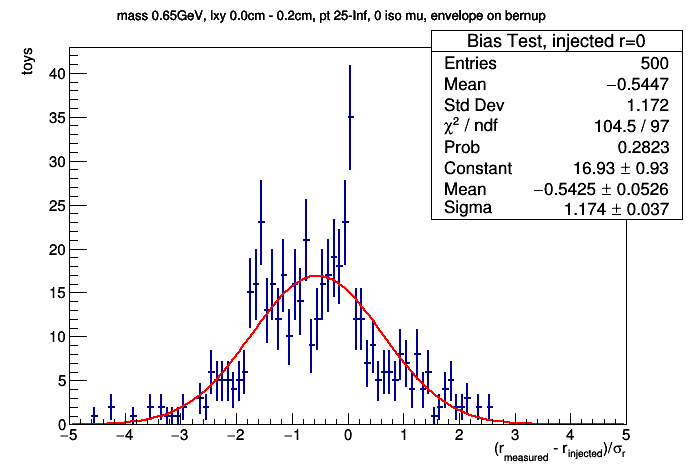 mass 0.65GeV, lxy 0.0cm - 0.2cm, pt 25-Inf, 0 iso mu, envelope on bernup
toys
Bias Test, injected r=0
Entries 500
Mean −0.5447
Std Dev 1.172
χ² / ndf 104.5 / 97
Prob 0.2823
Constant 16.93 ± 0.93
Mean −0.5425 ± 0.0526
Sigma 1.174 ± 0.037
40
35
30
25
20
15
10
5
0
−5 −4 −3 −2 −1 0 1 2 3 4 5
(r_measured - r_injected)/σ_r